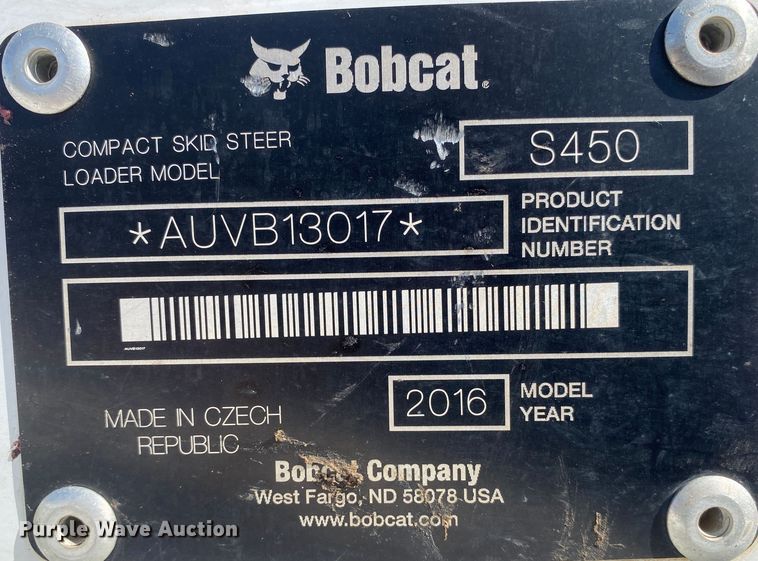 Bobcat®
COMPACT SKID STEER
LOADER MODEL
S450
*AUVB13017*
PRODUCT
IDENTIFICATION
NUMBER
AUVB13017
MADE IN CZECH
REPUBLIC
2016
MODEL
YEAR
Bobcat Company
West Fargo, ND 58078 USA
www.bobcat.com
Purple Wave Auction